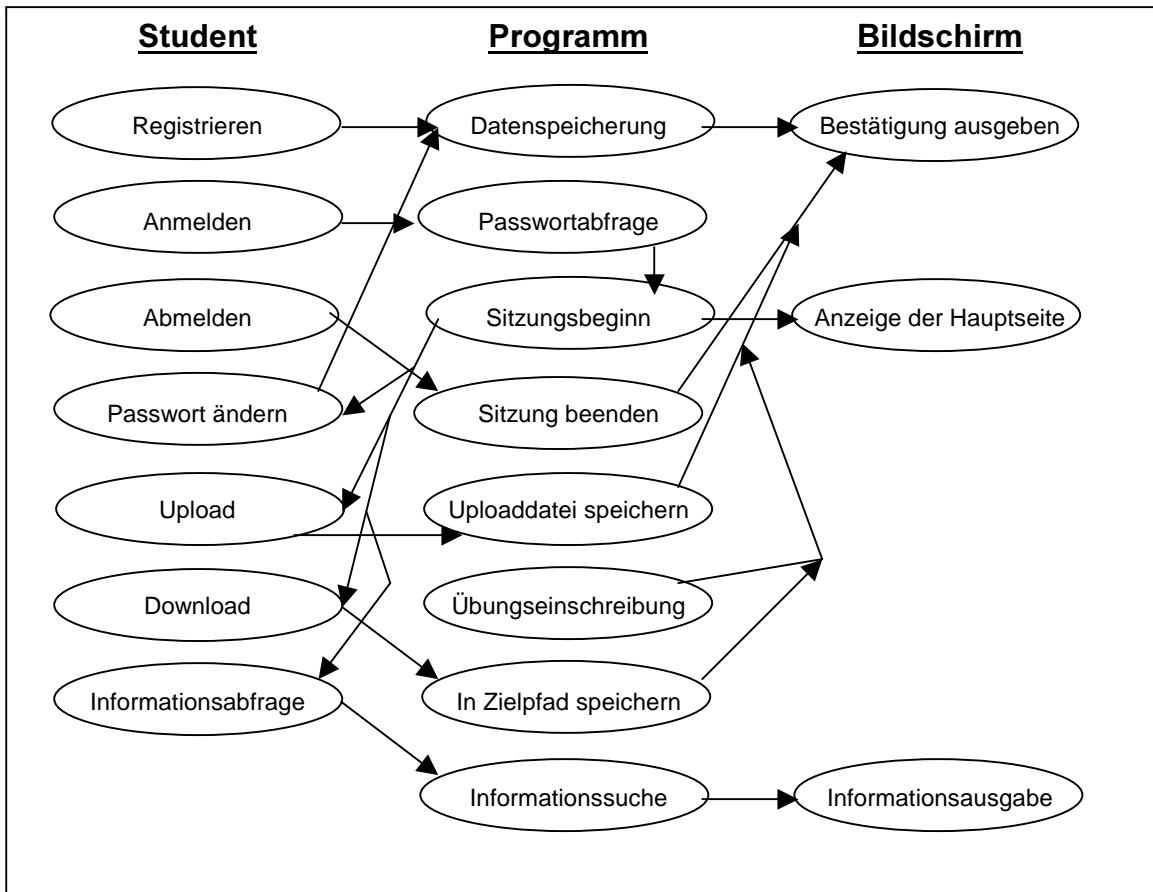 Student Programm Bildschirm
Registrieren Datenspeicherung Bestätigung ausgeben
Anmelden Passwortabfrage
Abmelden Sitzungsbeginn Anzeige der Hauptseite
Passwort ändern Sitzung beenden
Upload Uploaddatei speichern
Download Übungseinschreibung
Informationsabfrage In Zielpfad speichern
Informationssuche Informationsausgabe